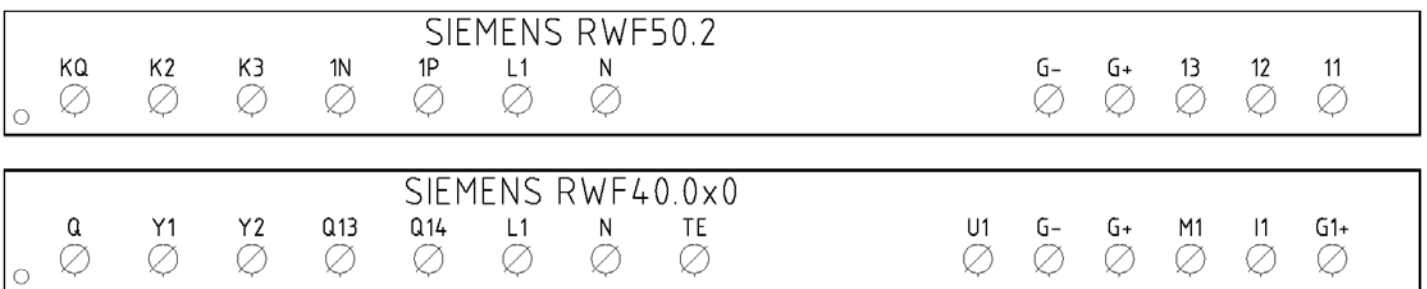 SIEMENS RWF50.2
KQ K2 K3 1N 1P L1 N G- G+ 13 12 11
SIEMENS RWF40.0x0
Q Y1 Y2 Q13 Q14 L1 N TE U1 G- G+ M1 I1 G1+